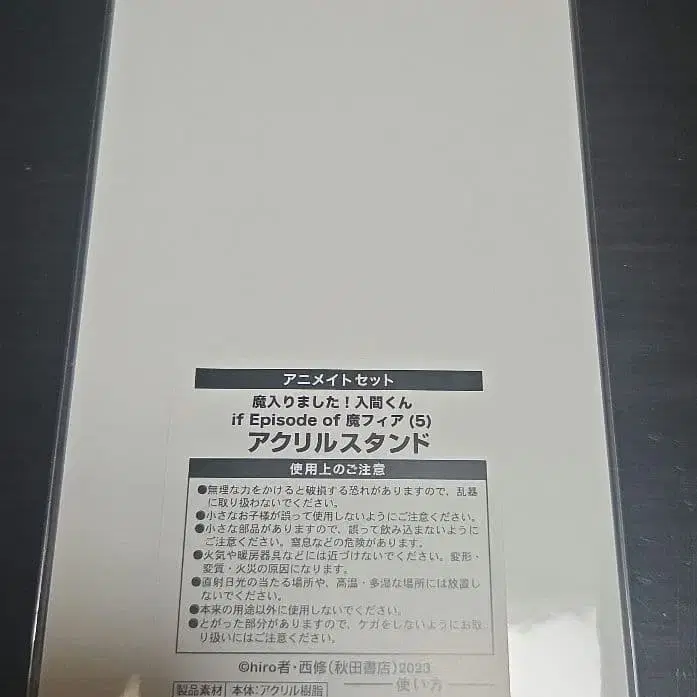 アニメイトセット
魔入りました!入間くん
if Episode of 魔フィア (5)
アクリルスタンド
使用上のご注意
●無理な力をかけると破損する恐れがありますので、乱暴
に取り扱わないでください。
●小さなお子様が誤って使用しないようにご注意ください。
●小さな部品がありますので、誤って飲み込まないように
ご注意ください。窒息などの危険があります。
●火気や暖房器具などには近づけないでください。変形・
変質・火災の原因になります。
●直射日光の当たる場所や、高温・多湿な場所には放置し
ないでください。
●本来の用途以外に使用しないでください。
●とがった部分がありますので、ケガをしないようにお取
り扱いにはご注意ください。
©hiro者・西修(秋田書店)2023
製品素材 本体:アクリル樹脂
使い方